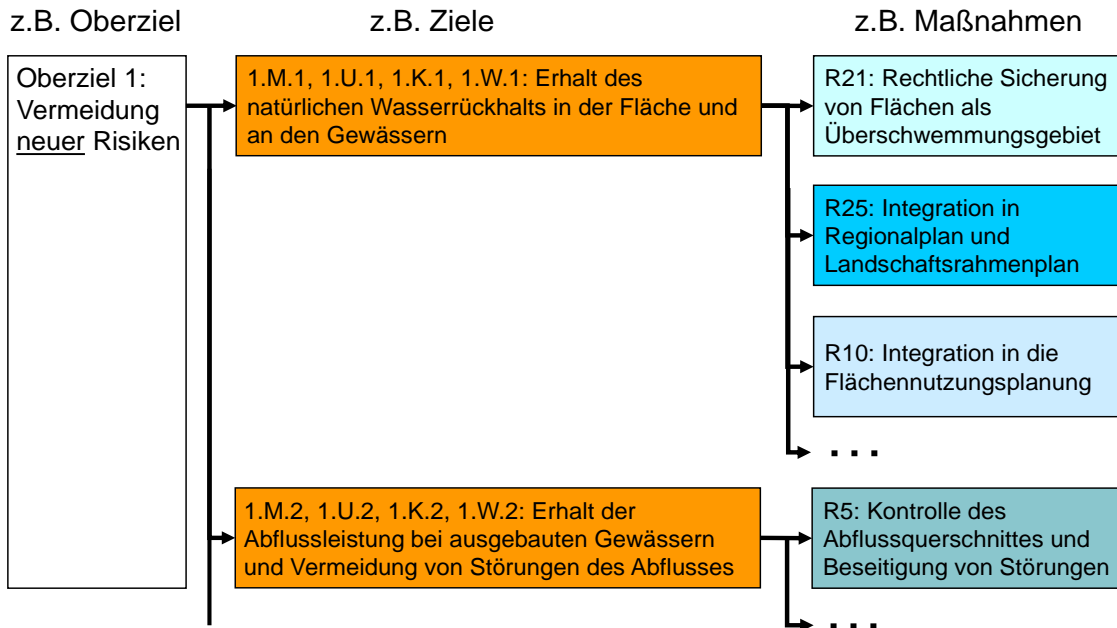 z.B. Oberziel
z.B. Ziele
z.B. Maßnahmen
Oberziel 1:
Vermeidung
neuer Risiken
1.M.1, 1.U.1, 1.K.1, 1.W.1: Erhalt des
natürlichen Wasserrückhalts in der Fläche und
an den Gewässern
R21: Rechtliche Sicherung
von Flächen als
Überschwemmungsgebiet
R25: Integration in
Regionalplan und
Landschaftsrahmenplan
R10: Integration in die
Flächennutzungsplanung
. . .
1.M.2, 1.U.2, 1.K.2, 1.W.2: Erhalt der
Abflussleistung bei ausgebauten Gewässern
und Vermeidung von Störungen des Abflusses
R5: Kontrolle des
Abflussquerschnittes und
Beseitigung von Störungen
. . .